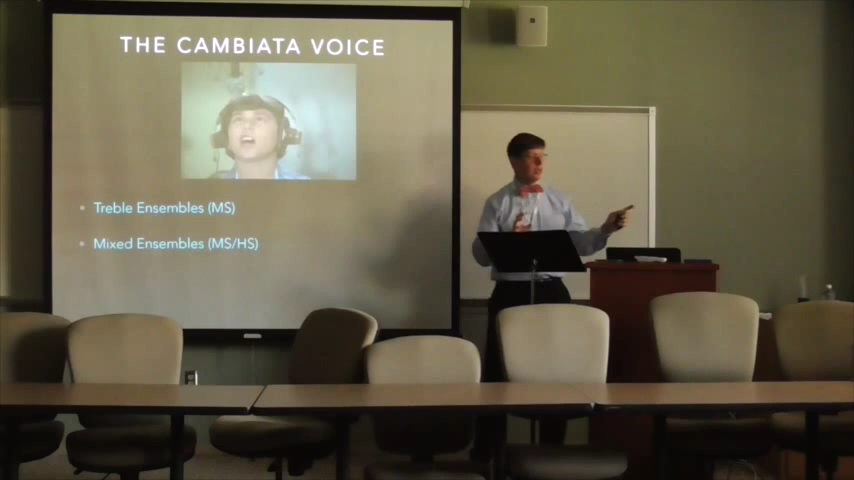 THE CAMBIATA VOICE
Treble Ensembles (MS)
Mixed Ensembles (MS/HS)